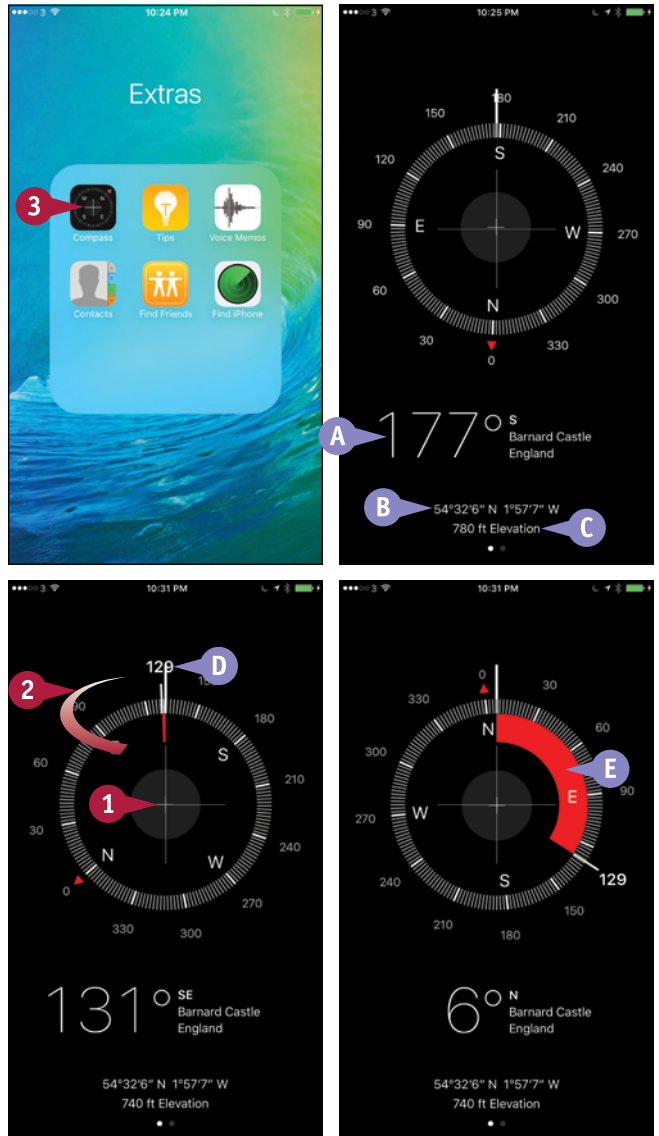 3 10:24 PM
Extras
3
Compass Tips Voice Memos
Contacts Find Friends Find iPhone
3 10:25 PM
180
150 210
S
120 240
90 E W 270
60 300
N
30 330
0
A 177° S
Barnard Castle
England
B 54°32'6" N 1°57'7" W
780 ft Elevation C
3 10:31 PM
129 D
2 90 180
S
60 210
1
30 240
N W
0 270
330 300
131° SE
Barnard Castle
England
54°32'6" N 1°57'7" W
740 ft Elevation
3 10:31 PM
0 30
330 N 60
300 E
E 90
W
270
129
240 S 150
210 180
6° N
Barnard Castle
England
54°32'6" N 1°57'7" W
740 ft Elevation